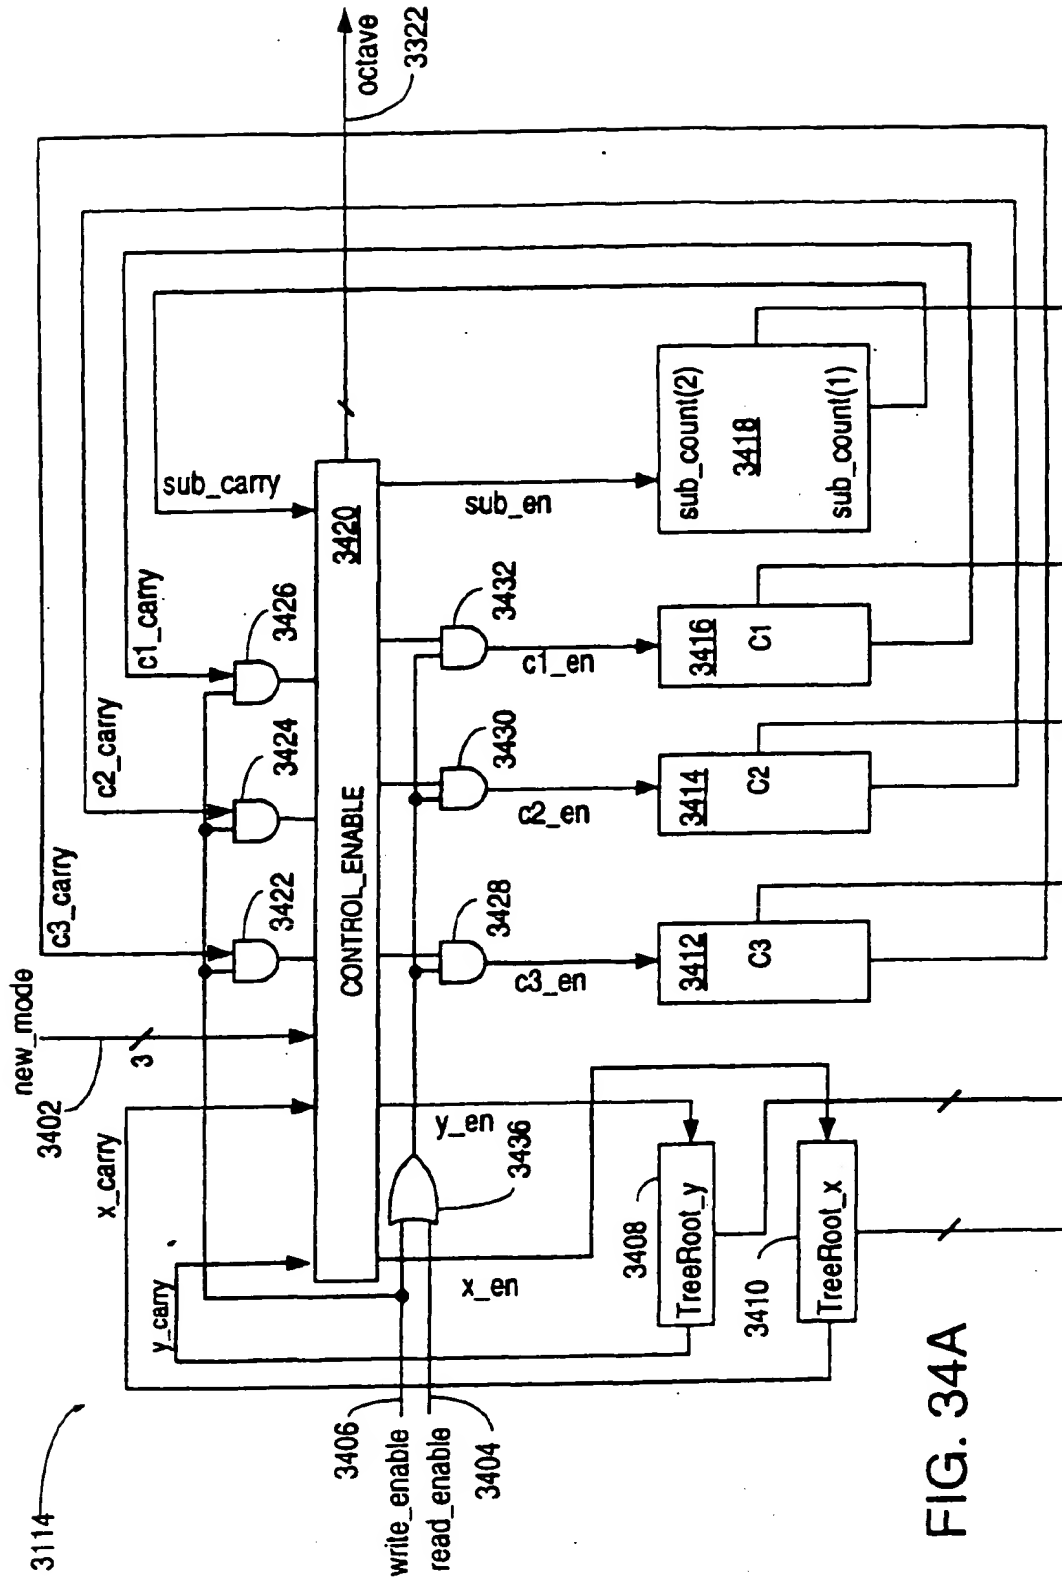 3114
new_mode
3402
3
x_carry
y_carry
c3_carry
c2_carry
c1_carry
sub_carry
3422
3424
3426
CONTROL_ENABLE
3420
octave
3322
3406
write_enable
read_enable
3404
3436
x_en
y_en
3428
3430
3432
c3_en
c2_en
c1_en
sub_en
3408
TreeRoot_y
3410
TreeRoot_x
3412
C3
3414
C2
3416
C1
sub_count(2)
3418
sub_count(1)
FIG. 34A